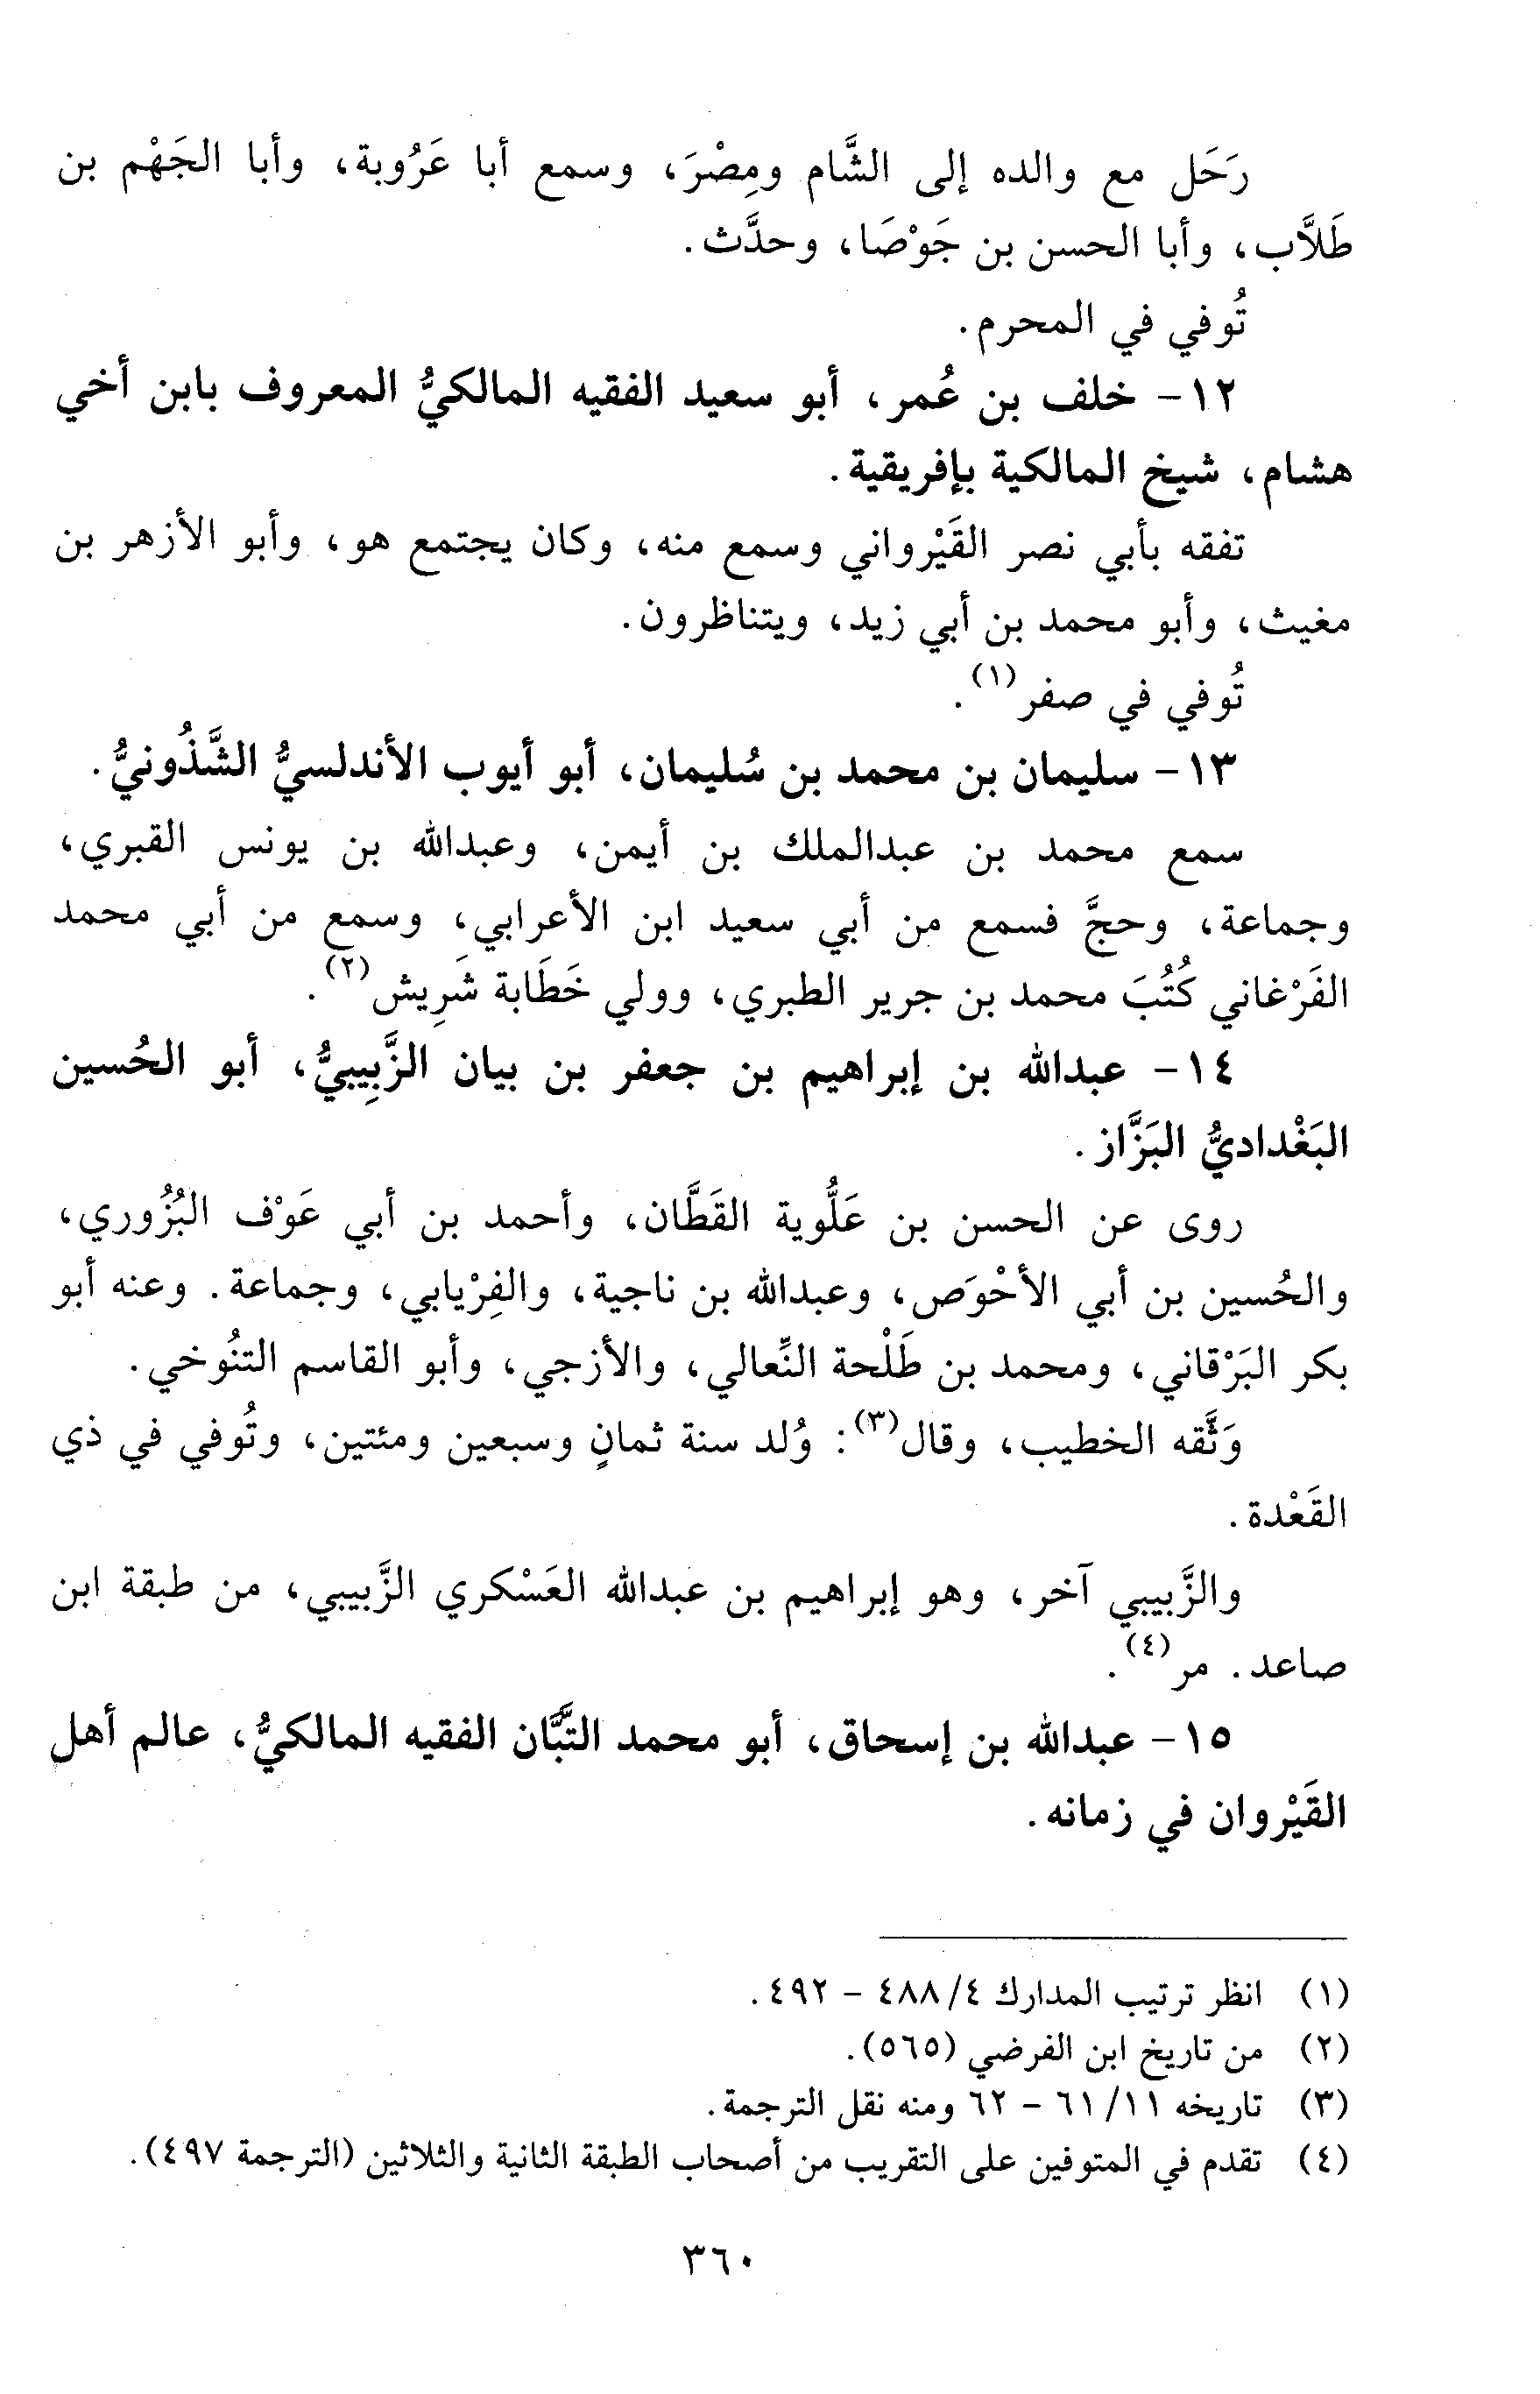 رَحَل مع والده إلى الشَّام ومِصْرَ، وسمع أبا عَرُوبة، وأبا الجَهْم بن
طَلاَّب، وأبا الحسن بن جَوْصَا، وحدَّث.
تُوفي في المحرم.
١٢- خلف بن عُمر، أبو سعيد الفقيه المالكيُّ المعروف بابن أخي
هشام، شيخ المالكية بإفريقية.
تفقه بأبي نصر القَيْرواني وسمع منه، وكان يجتمع هو، وأبو الأزهر بن
مغيث، وأبو محمد بن أبي زيد، ويتناظرون.
تُوفي في صفر(١).
١٣- سليمان بن محمد بن سُليمان، أبو أيوب الأندلسيُّ الشَّذُونيُّ.
سمع محمد بن عبدالملك بن أيمن، وعبدالله بن يونس القبري،
وجماعة، وحجَّ فسمع من أبي سعيد ابن الأعرابي، وسمع من أبي محمد
الفَرْغاني كُتُبَ محمد بن جرير الطبري، وولي خَطَابة شَرِيش(٢).
١٤- عبدالله بن إبراهيم بن جعفر بن بيان الزَّبِيبيُّ، أبو الحُسين
البَغْداديُّ البَزَّاز.
روى عن الحسن بن عَلُّوية القَطَّان، وأحمد بن أبي عَوْف البُزُوري،
والحُسين بن أبي الأحْوَص، وعبدالله بن ناجية، والفِرْيابي، وجماعة. وعنه أبو
بكر البَرْقاني، ومحمد بن طَلْحة النِّعالي، والأزجي، وأبو القاسم التنُوخي.
وَثَّقه الخطيب، وقال(٣): وُلد سنة ثمانٍ وسبعين ومئتين، وتُوفي في ذي
القَعْدة.
والزَّبيبي آخر، وهو إبراهيم بن عبدالله العَسْكري الزَّبيبي، من طبقة ابن
صاعد. مر(٤).
١٥- عبدالله بن إسحاق، أبو محمد التبَّان الفقيه المالكيُّ، عالم أهل
القَيْروان في زمانه.
(١) انظر ترتيب المدارك ٤/ ٤٨٨ - ٤٩٢.
(٢) من تاريخ ابن الفرضي (٥٦٥).
(٣) تاريخه ١١/ ٦١ - ٦٢ ومنه نقل الترجمة.
(٤) تقدم في المتوفين على التقريب من أصحاب الطبقة الثانية والثلاثين (الترجمة ٤٩٧).
٣٦٠